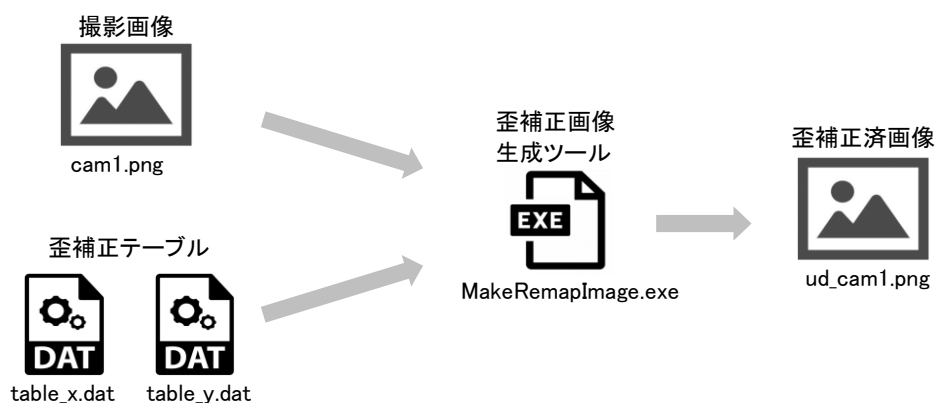 撮影画像
cam1.png
歪補正テーブル
DAT
DAT
table_x.dat
table_y.dat
歪補正画像
生成ツール
EXE
MakeRemapImage.exe
歪補正済画像
ud_cam1.png